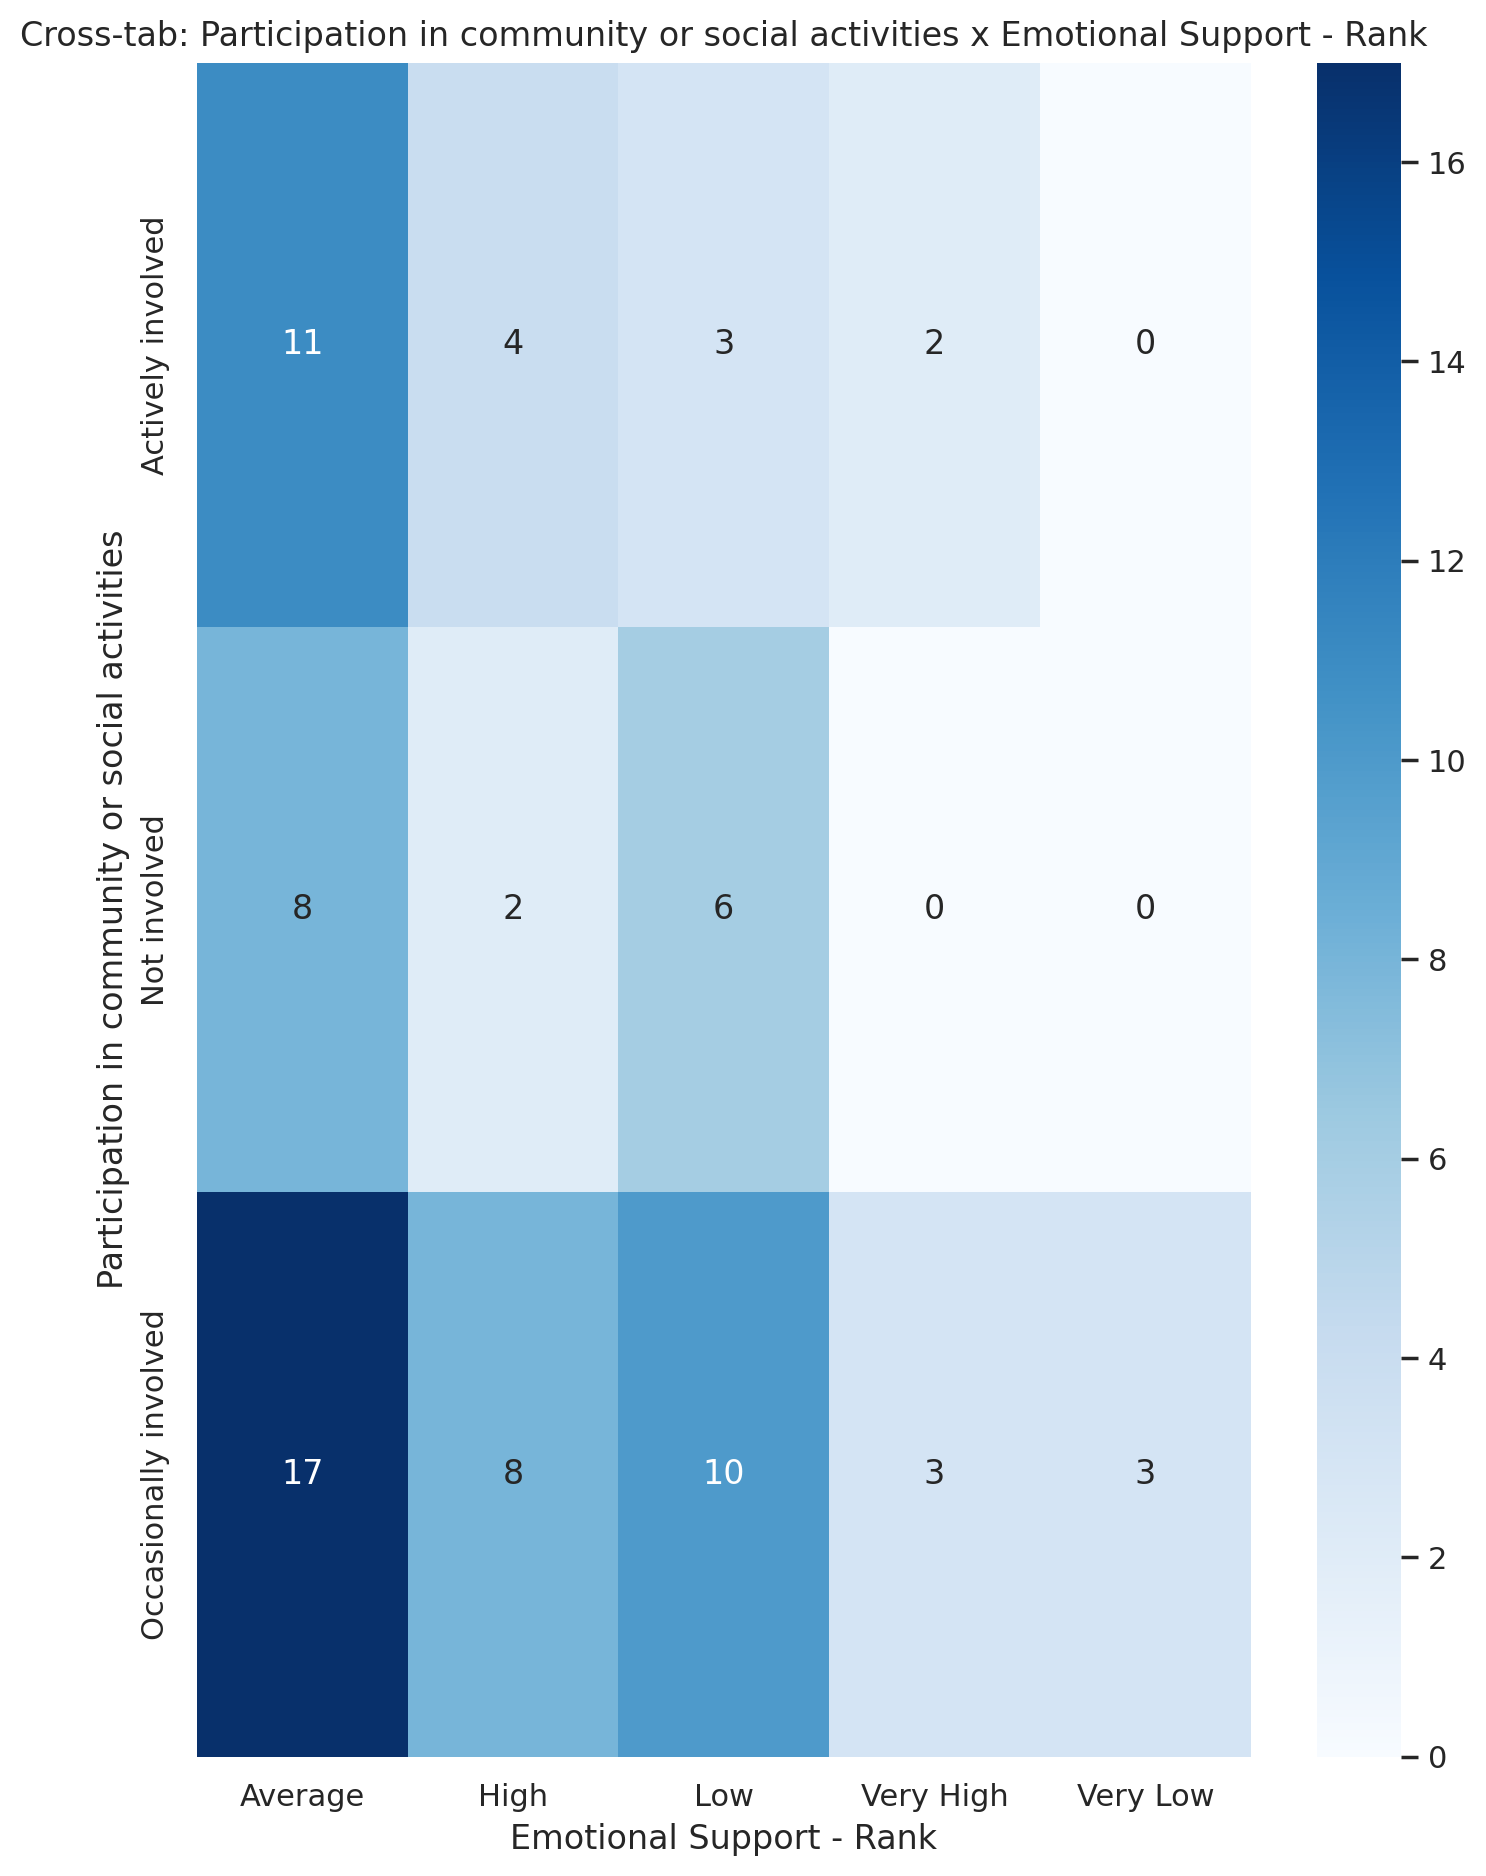 Cross-tab: Participation in community or social activities x Emotional Support - Rank
Participation in community or social activities
Actively involved
11 4 3 2 0
Not involved
8 2 6 0 0
Occasionally involved
17 8 10 3 3
Average High Low Very High Very Low
Emotional Support - Rank
16
14
12
10
8
6
4
2
0